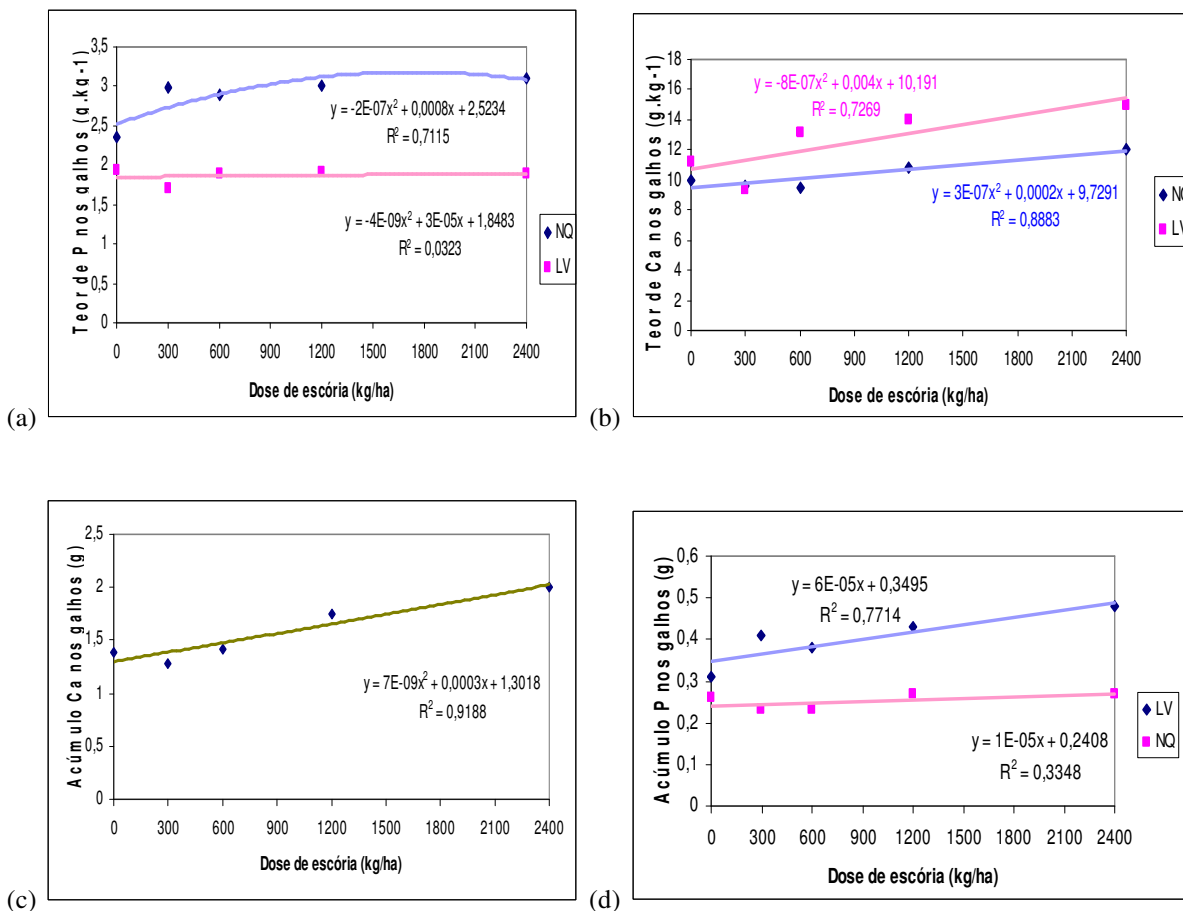 Teor de P nos galhos (g.kg-1)
3,5
3
2,5
2
1,5
1
0,5
0
y = -2E-07x² + 0,0008x + 2,5234
R² = 0,7115
y = -4E-09x² + 3E-05x + 1,8483
R² = 0,0323
NQ
LV
0 300 600 900 1200 1500 1800 2100 2400
Dose de escória (kg/ha)
(a)
Teor de Ca nos galhos (g.kg-1)
18
16
14
12
10
8
6
4
2
0
y = -8E-07x² + 0,004x + 10,191
R² = 0,7269
y = 3E-07x² + 0,0002x + 9,7291
R² = 0,8883
NQ
LV
0 300 600 900 1200 1500 1800 2100 2400
Dose de escória (kg/ha)
(b)
Acúmulo Ca nos galhos (g)
2,5
2
1,5
1
0,5
0
y = 7E-09x² + 0,0003x + 1,3018
R² = 0,9188
0 300 600 900 1200 1500 1800 2100 2400
Dose de escória (kg/ha)
(c)
Acúmulo P nos galhos (g)
0,6
0,5
0,4
0,3
0,2
0,1
0
y = 6E-05x + 0,3495
R² = 0,7714
y = 1E-05x + 0,2408
R² = 0,3348
LV
NQ
0 300 600 900 1200 1500 1800 2100 2400
Dose de escória (kg/ha)
(d)